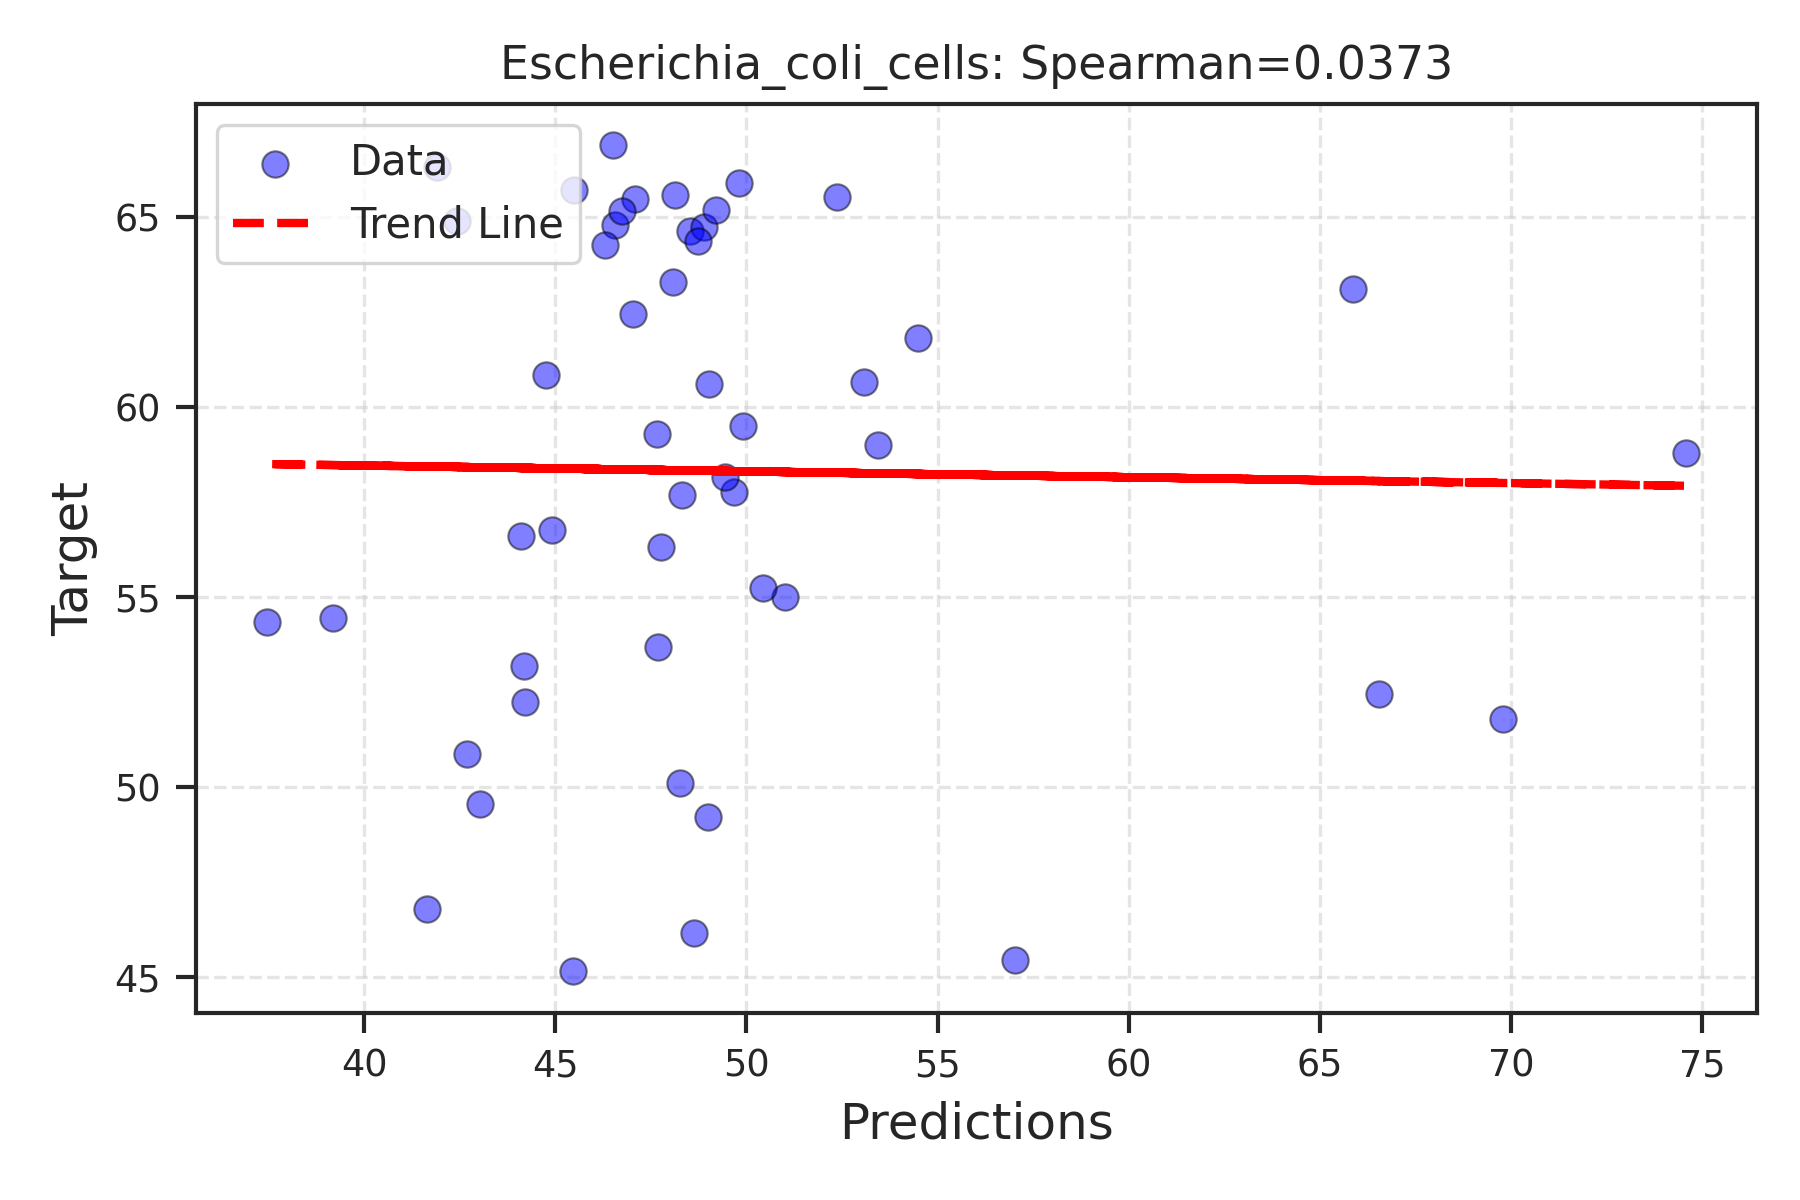 Escherichia_coli_cells: Spearman=0.0373
Data
Trend Line
65
60
55
50
45
Target
40
45
50
55
60
65
70
75
Predictions